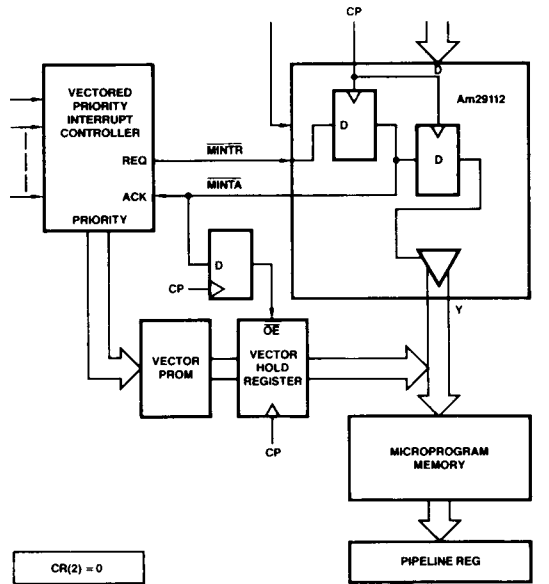 CP
D
Am29112
VECTORED
PRIORITY
INTERRUPT
CONTROLLER
REQ
MINTR
D
D
ACK
MINTA
PRIORITY
D
CP
Y
OE
VECTOR
PROM
VECTOR
HOLD
REGISTER
CP
MICROPROGRAM
MEMORY
CR(2) = 0
PIPELINE REG